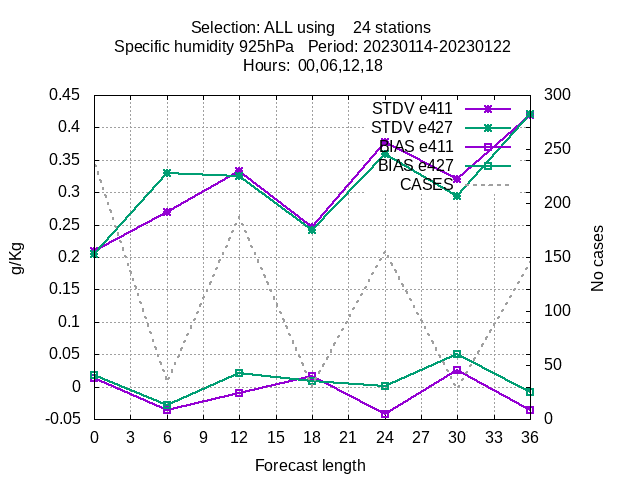 Selection: ALL using    24 stations
Specific humidity 925hPa   Period: 20230114-20230122
Hours:  00,06,12,18
STDV e411
STDV e427
BIAS e411
BIAS e427
CASES
g/Kg
0.45
0.4
0.35
0.3
0.25
0.2
0.15
0.1
0.05
0
-0.05
300
250
200
150
100
50
0
No cases
0 3 6 9 12 15 18 21 24 27 30 33 36
Forecast length